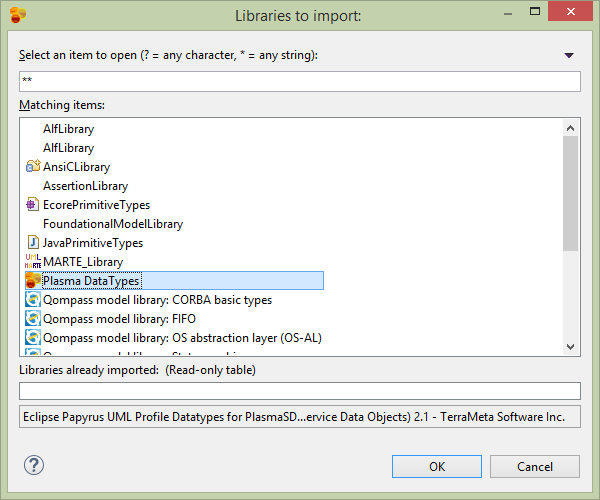 Libraries to import:
Select an item to open (? = any character, * = any string):
**
Matching items:
AlfLibrary
AlfLibrary
AnsiCLibrary
AssertionLibrary
EcorePrimitiveTypes
FoundationalModelLibrary
JavaPrimitiveTypes
UML MARTE MARTE_Library
Plasma DataTypes
Qompass model library: CORBA basic types
Qompass model library: FIFO
Qompass model library: OS abstraction layer (OS-AL)
Libraries already imported: (Read-only table)
Eclipse Papyrus UML Profile Datatypes for PlasmaSD...ervice Data Objects) 2.1 - TerraMeta Software Inc.
?
OK
Cancel